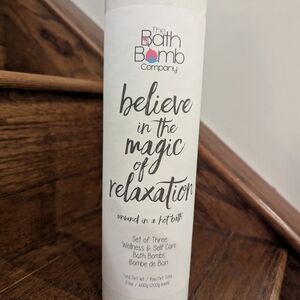 The
Bath
Bomb
Company
believe
in the
magic
of
relaxation
in a hot bath
Set of Three
Wellness & Self Care
Bath Bombs
Bombe de Bain